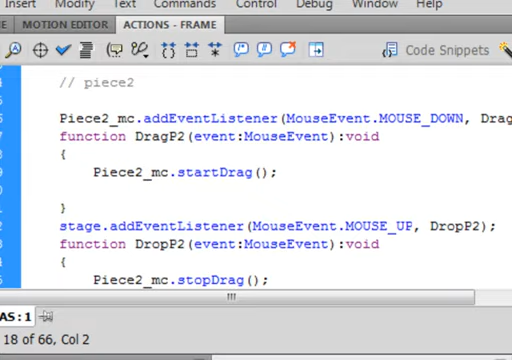 Insert Modify Text Commands Control Debug Window Help
MOTION EDITOR ACTIONS - FRAME
Code Snippets
// piece2
Piece2_mc.addEventListener(MouseEvent.MOUSE_DOWN, Drag
function DragP2(event:MouseEvent):void
{
Piece2_mc.startDrag();
}
stage.addEventListener(MouseEvent.MOUSE_UP, DropP2);
function DropP2(event:MouseEvent):void
{
Piece2_mc.stopDrag();
AS: 1
18 of 66, Col 2